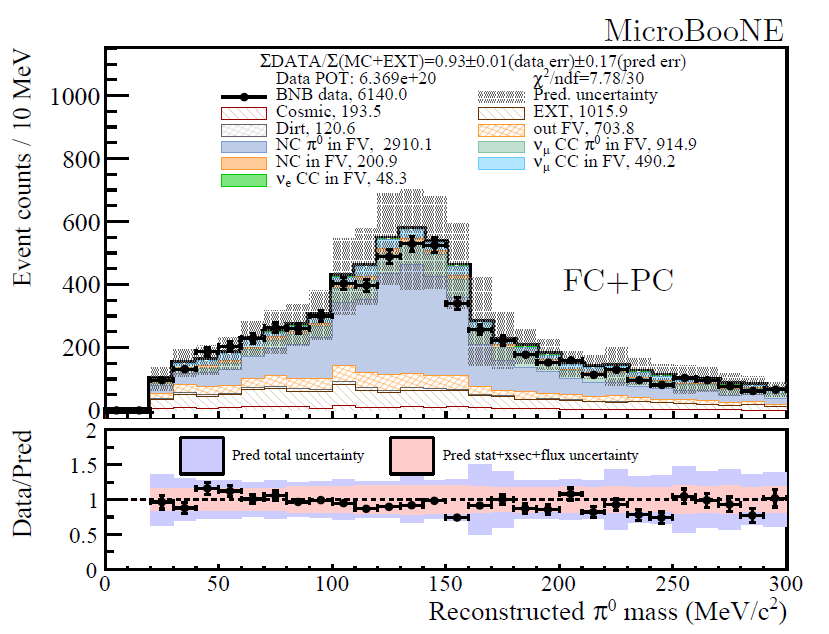 MicroBooNE
ΣDATA/Σ(MC+EXT)=0.93±0.01(data err)±0.17(pred err)
Data POT: 6.369e+20 χ²/ndf=7.78/30
BNB data, 6140.0 Pred. uncertainty
Cosmic, 193.5 EXT, 1015.9
Dirt, 120.6 out FV, 703.8
NC π⁰ in FV, 2910.1 νμ CC π⁰ in FV, 914.9
NC in FV, 200.9 νμ CC in FV, 490.2
νe CC in FV, 48.3
FC+PC
Event counts / 10 MeV
1000
800
600
400
200
0
Pred total uncertainty Pred stat+xsec+flux uncertainty
Data/Pred
2
1.5
1
0.5
0
0 50 100 150 200 250 300
Reconstructed π⁰ mass (MeV/c²)